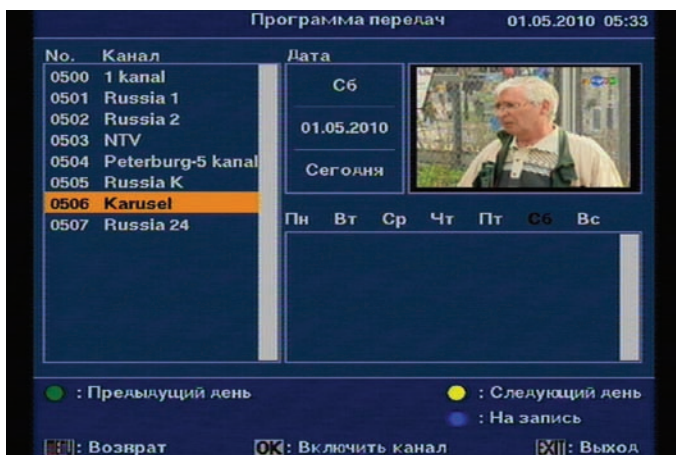 Программа передач 01.05.2010 05:33
No. Канал
0500 1 kanal
0501 Russia 1
0502 Russia 2
0503 NTV
0504 Peterburg-5 kanal
0505 Russia K
0506 Karusel
0507 Russia 24
Дата
Сб
01.05.2010
Сегодня
Пн Вт Ср Чт Пт Сб Вс
: Предыдущий день : Следующий день
: На запись
: Возврат OK: Включить канал EXIT: Выход